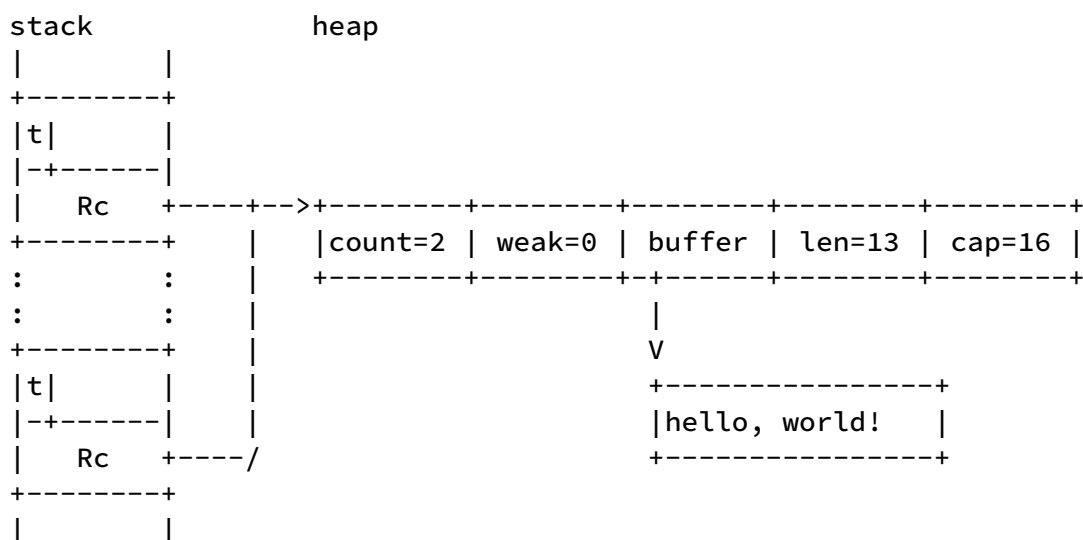 stack heap
t
Rc
count=2 weak=0 buffer len=13 cap=16
t
hello, world!
Rc